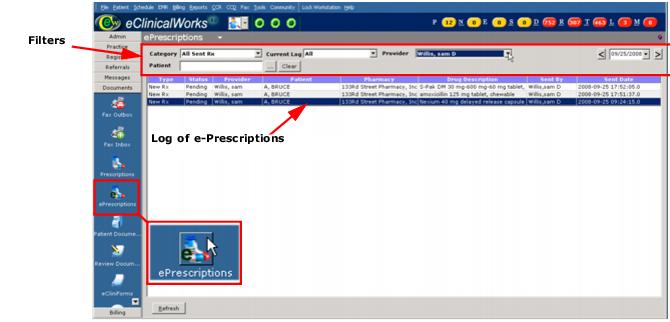 File Patient Schedule EMR Billing Reports CCR CCD Fax Tools Community Lock Workstation Help
eClinicalWorks
P 12 N 0 E 0 S 0 D 752 R 307 T 463 L 3 M 6
Admin
ePrescriptions
Filters
Practice
Category All Sent Rx Current Log All Provider Willis, sam D 09/25/2008
Patient ... Clear
Referrals
Messages
Type Status Provider Patient Pharmacy Drug Description Sent By Sent Date
Documents
New Rx Pending Willis, sam A, BRUCE 133Rd Street Pharmacy, Inc S-Pak DM 30 mg-600 mg-60 mg tablet, Willis,sam D 2008-09-25 17:52:05.0
New Rx Pending Willis, sam A, BRUCE 133Rd Street Pharmacy, Inc amoxicillin 125 mg tablet, chewable Willis,sam D 2008-09-25 17:51:37.0
New Rx Pending Willis, sam A, BRUCE 133Rd Street Pharmacy, Inc Nexium 40 mg delayed release capsule Willis,sam D 2008-09-25 09:24:15.0
Fax Outbox
Log of e-Prescriptions
Fax Inbox
Prescriptions
ePrescriptions
Patient Docume...
ePrescriptions
Review Docum...
eCliniForms
Refresh
Billing